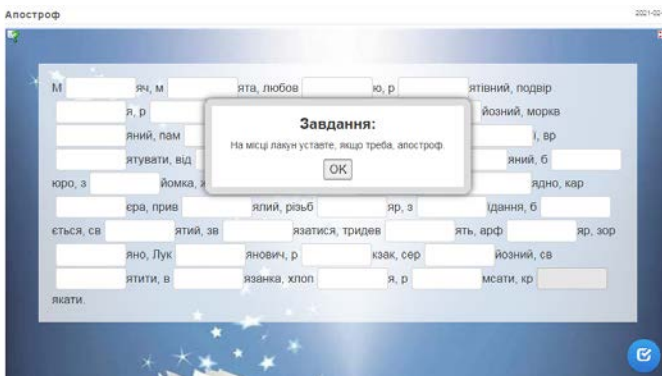 Апостроф
2021-02-
М яч, м ята, любов ю, р ятівний, подвір
я, р йозний,моркв
яний, пам і, вр
ятувати, від яний, б
юро, з йомка, ж ядно, кар
єра, прив ялий, різьб яр, з їдання, б
ється, св ятий, зв язатися, тридев ять, арф яр, зор
яно, Лук янович, р кзак, сер йозний, св
ятити, в язанка, хлоп я, р мсати, кр
якати.
Завдання:
На місці лакун уставте, якщо треба, апостроф.
OK